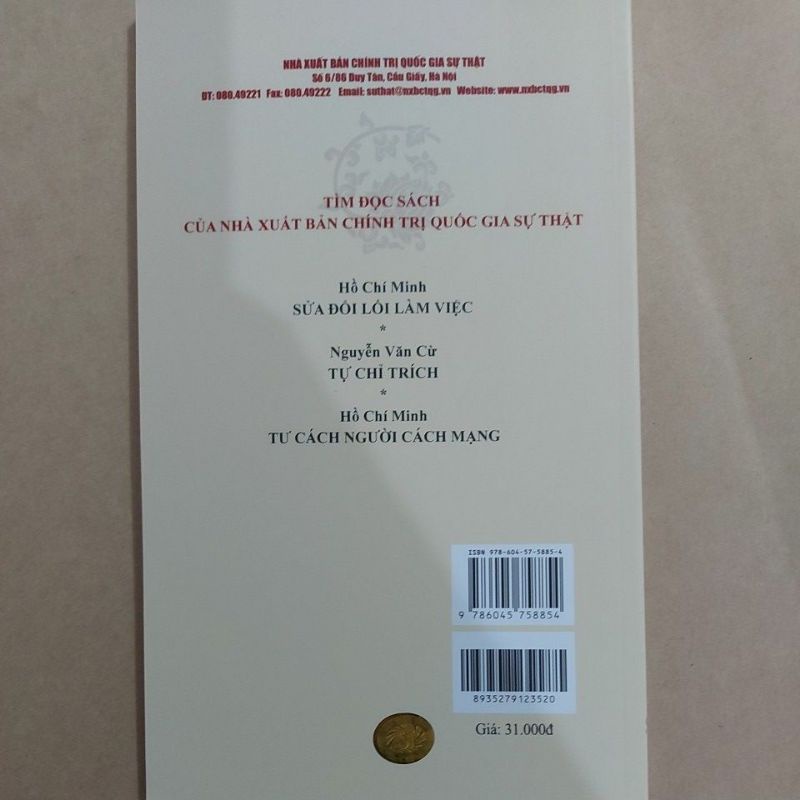 NHÀ XUẤT BẢN CHÍNH TRỊ QUỐC GIA SỰ THẬT
Số 6/86 Duy Tân, Cầu Giấy, Hà Nội
ĐT: 080.49221 Fax: 080.49222 Email: suthat@nxbctqg.vn Website: www.nxbctqg.vn
TÌM ĐỌC SÁCH
CỦA NHÀ XUẤT BẢN CHÍNH TRỊ QUỐC GIA SỰ THẬT
Hồ Chí Minh
SỬA ĐỔI LỐI LÀM VIỆC
*
Nguyễn Văn Cừ
TỰ CHỈ TRÍCH
*
Hồ Chí Minh
TƯ CÁCH NGƯỜI CÁCH MẠNG
ISBN 978-604-57-5885-4
9 786045 758854
8935279123520
Giá: 31.000đ